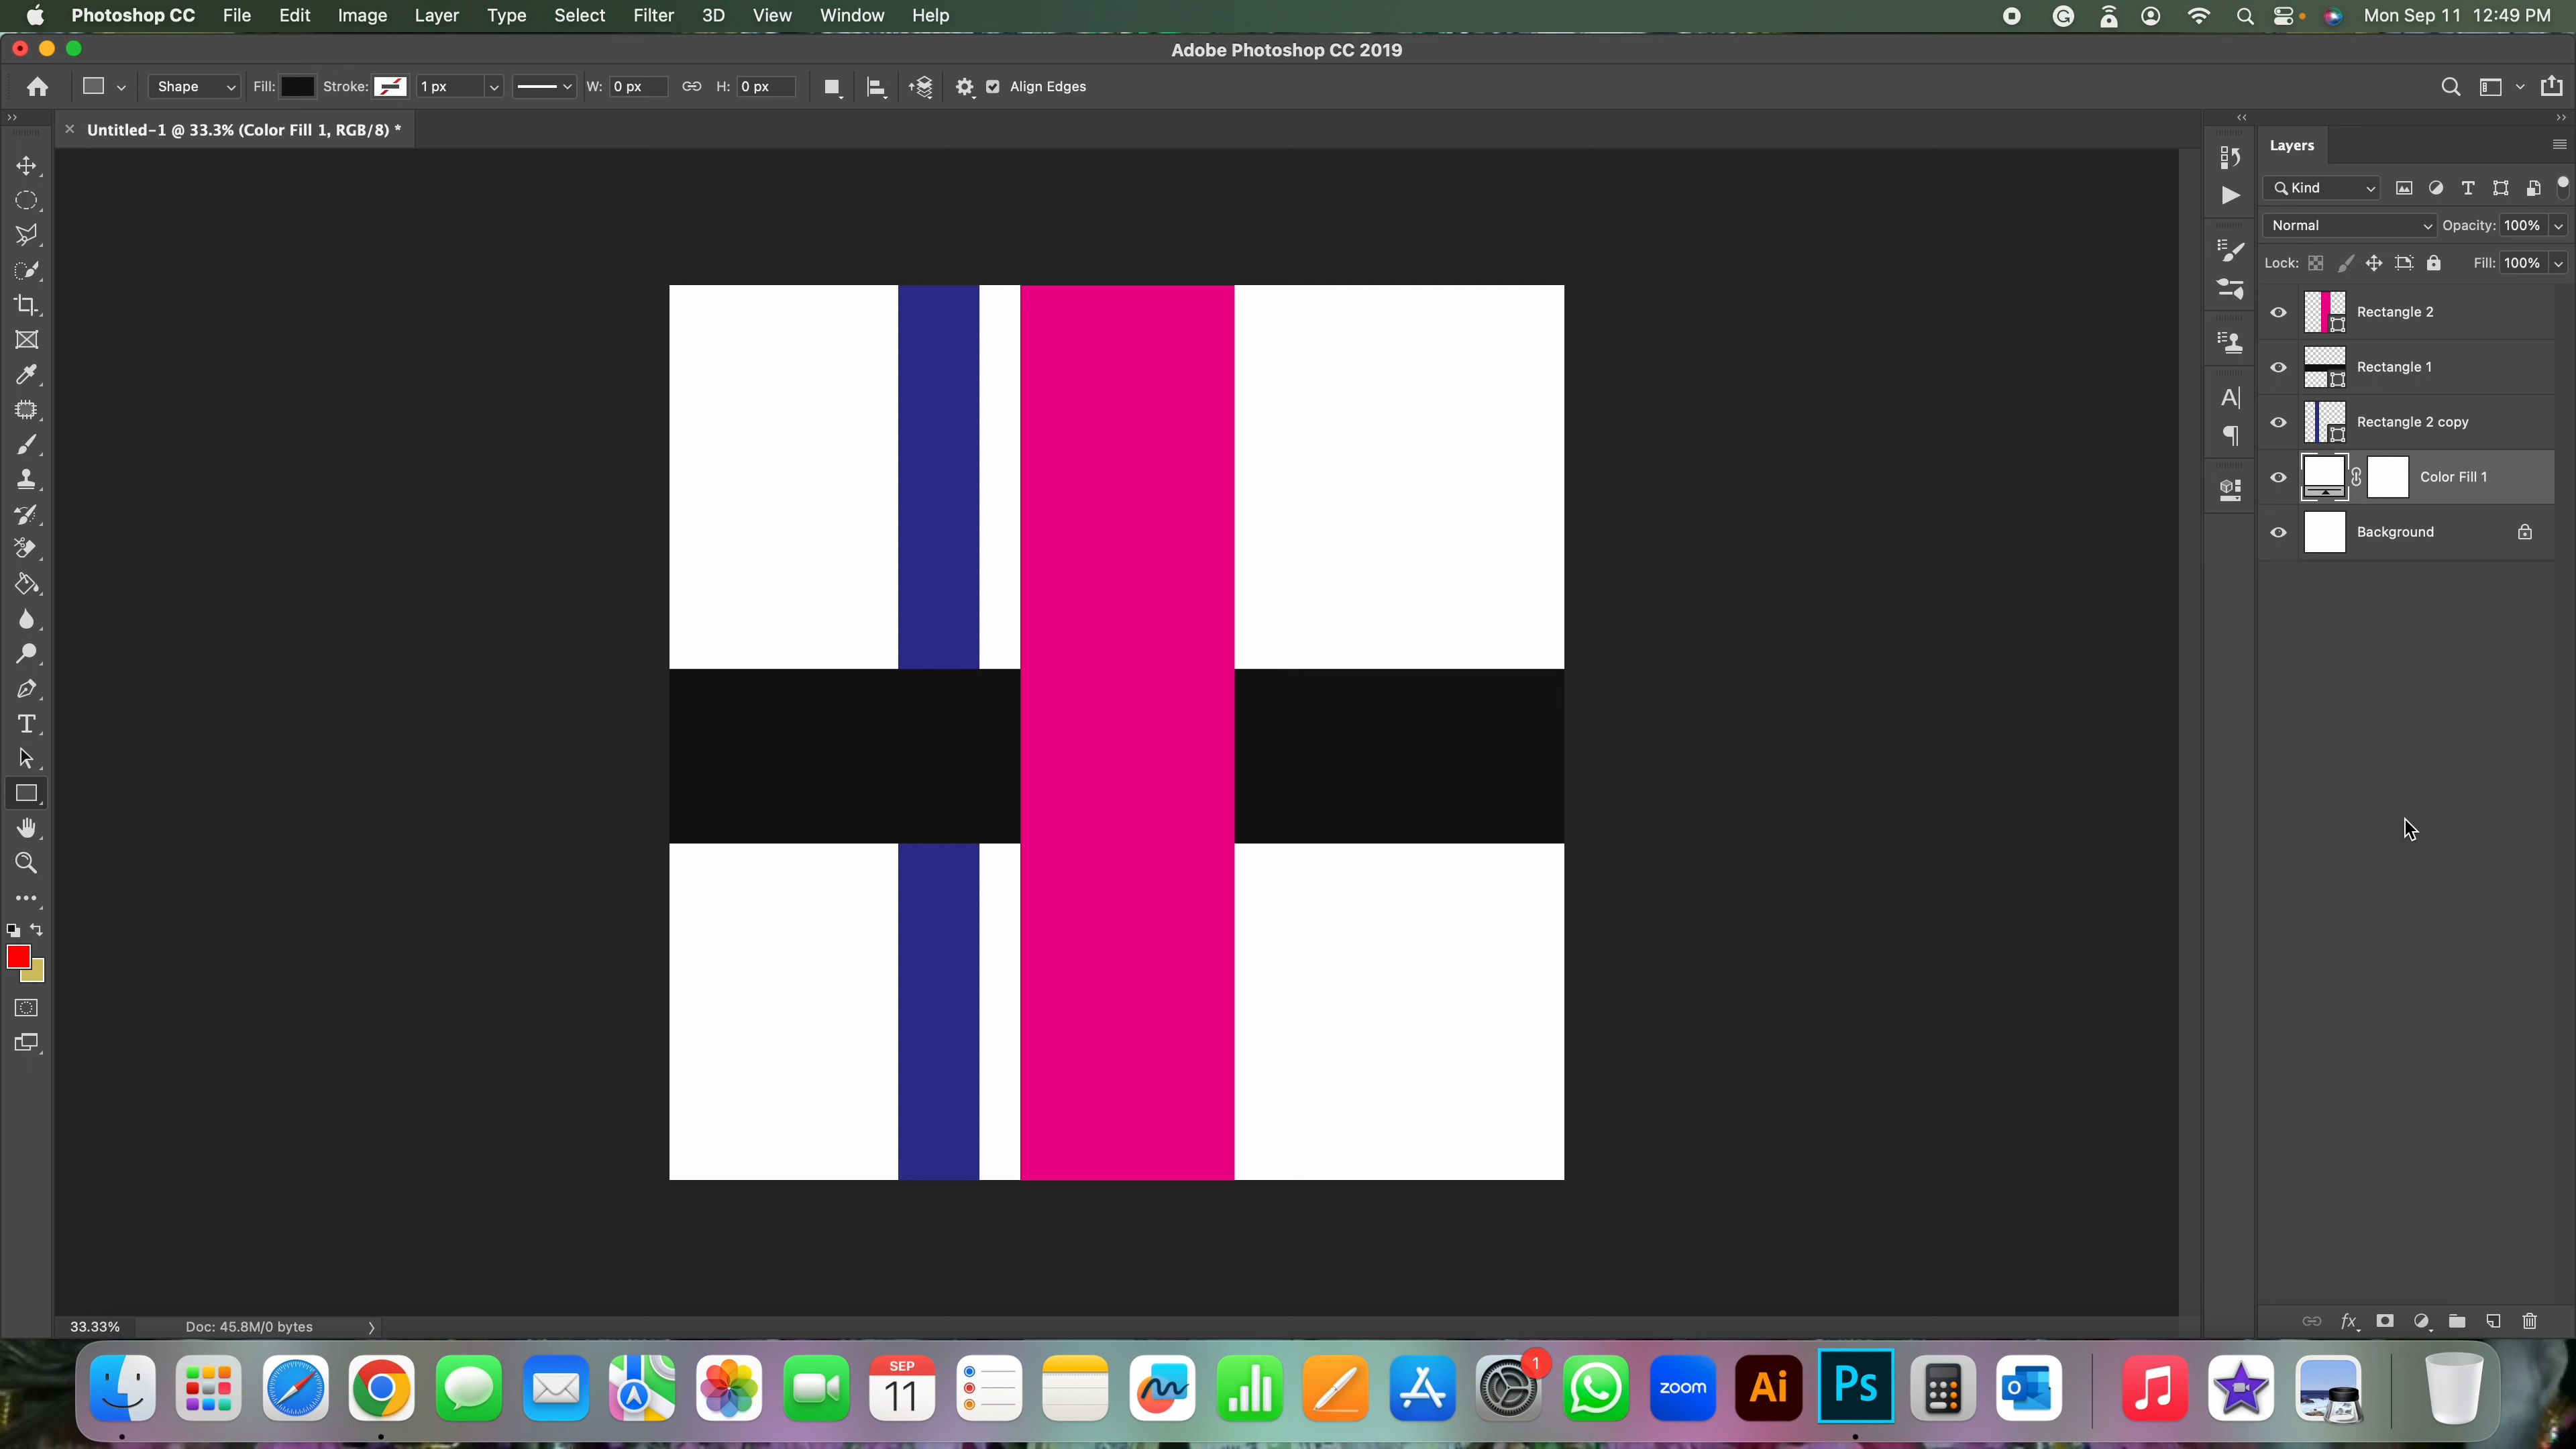 Photoshop CC File Edit Image Layer Type Select Filter 3D View Window Help Mon Sep 11 12:49 PM
Adobe Photoshop CC 2019
Shape Fill: Stroke: 1 px W: 0 px H: 0 px Align Edges
Untitled-1 @ 33.3% (Color Fill 1, RGB/8) *
Layers
Kind
Normal Opacity: 100%
Lock: Fill: 100%
Rectangle 2
Rectangle 1
Rectangle 2 copy
Color Fill 1
Background
33.33% Doc: 45.8M/0 bytes
fx
SEP
11
1
zoom
Ai
Ps